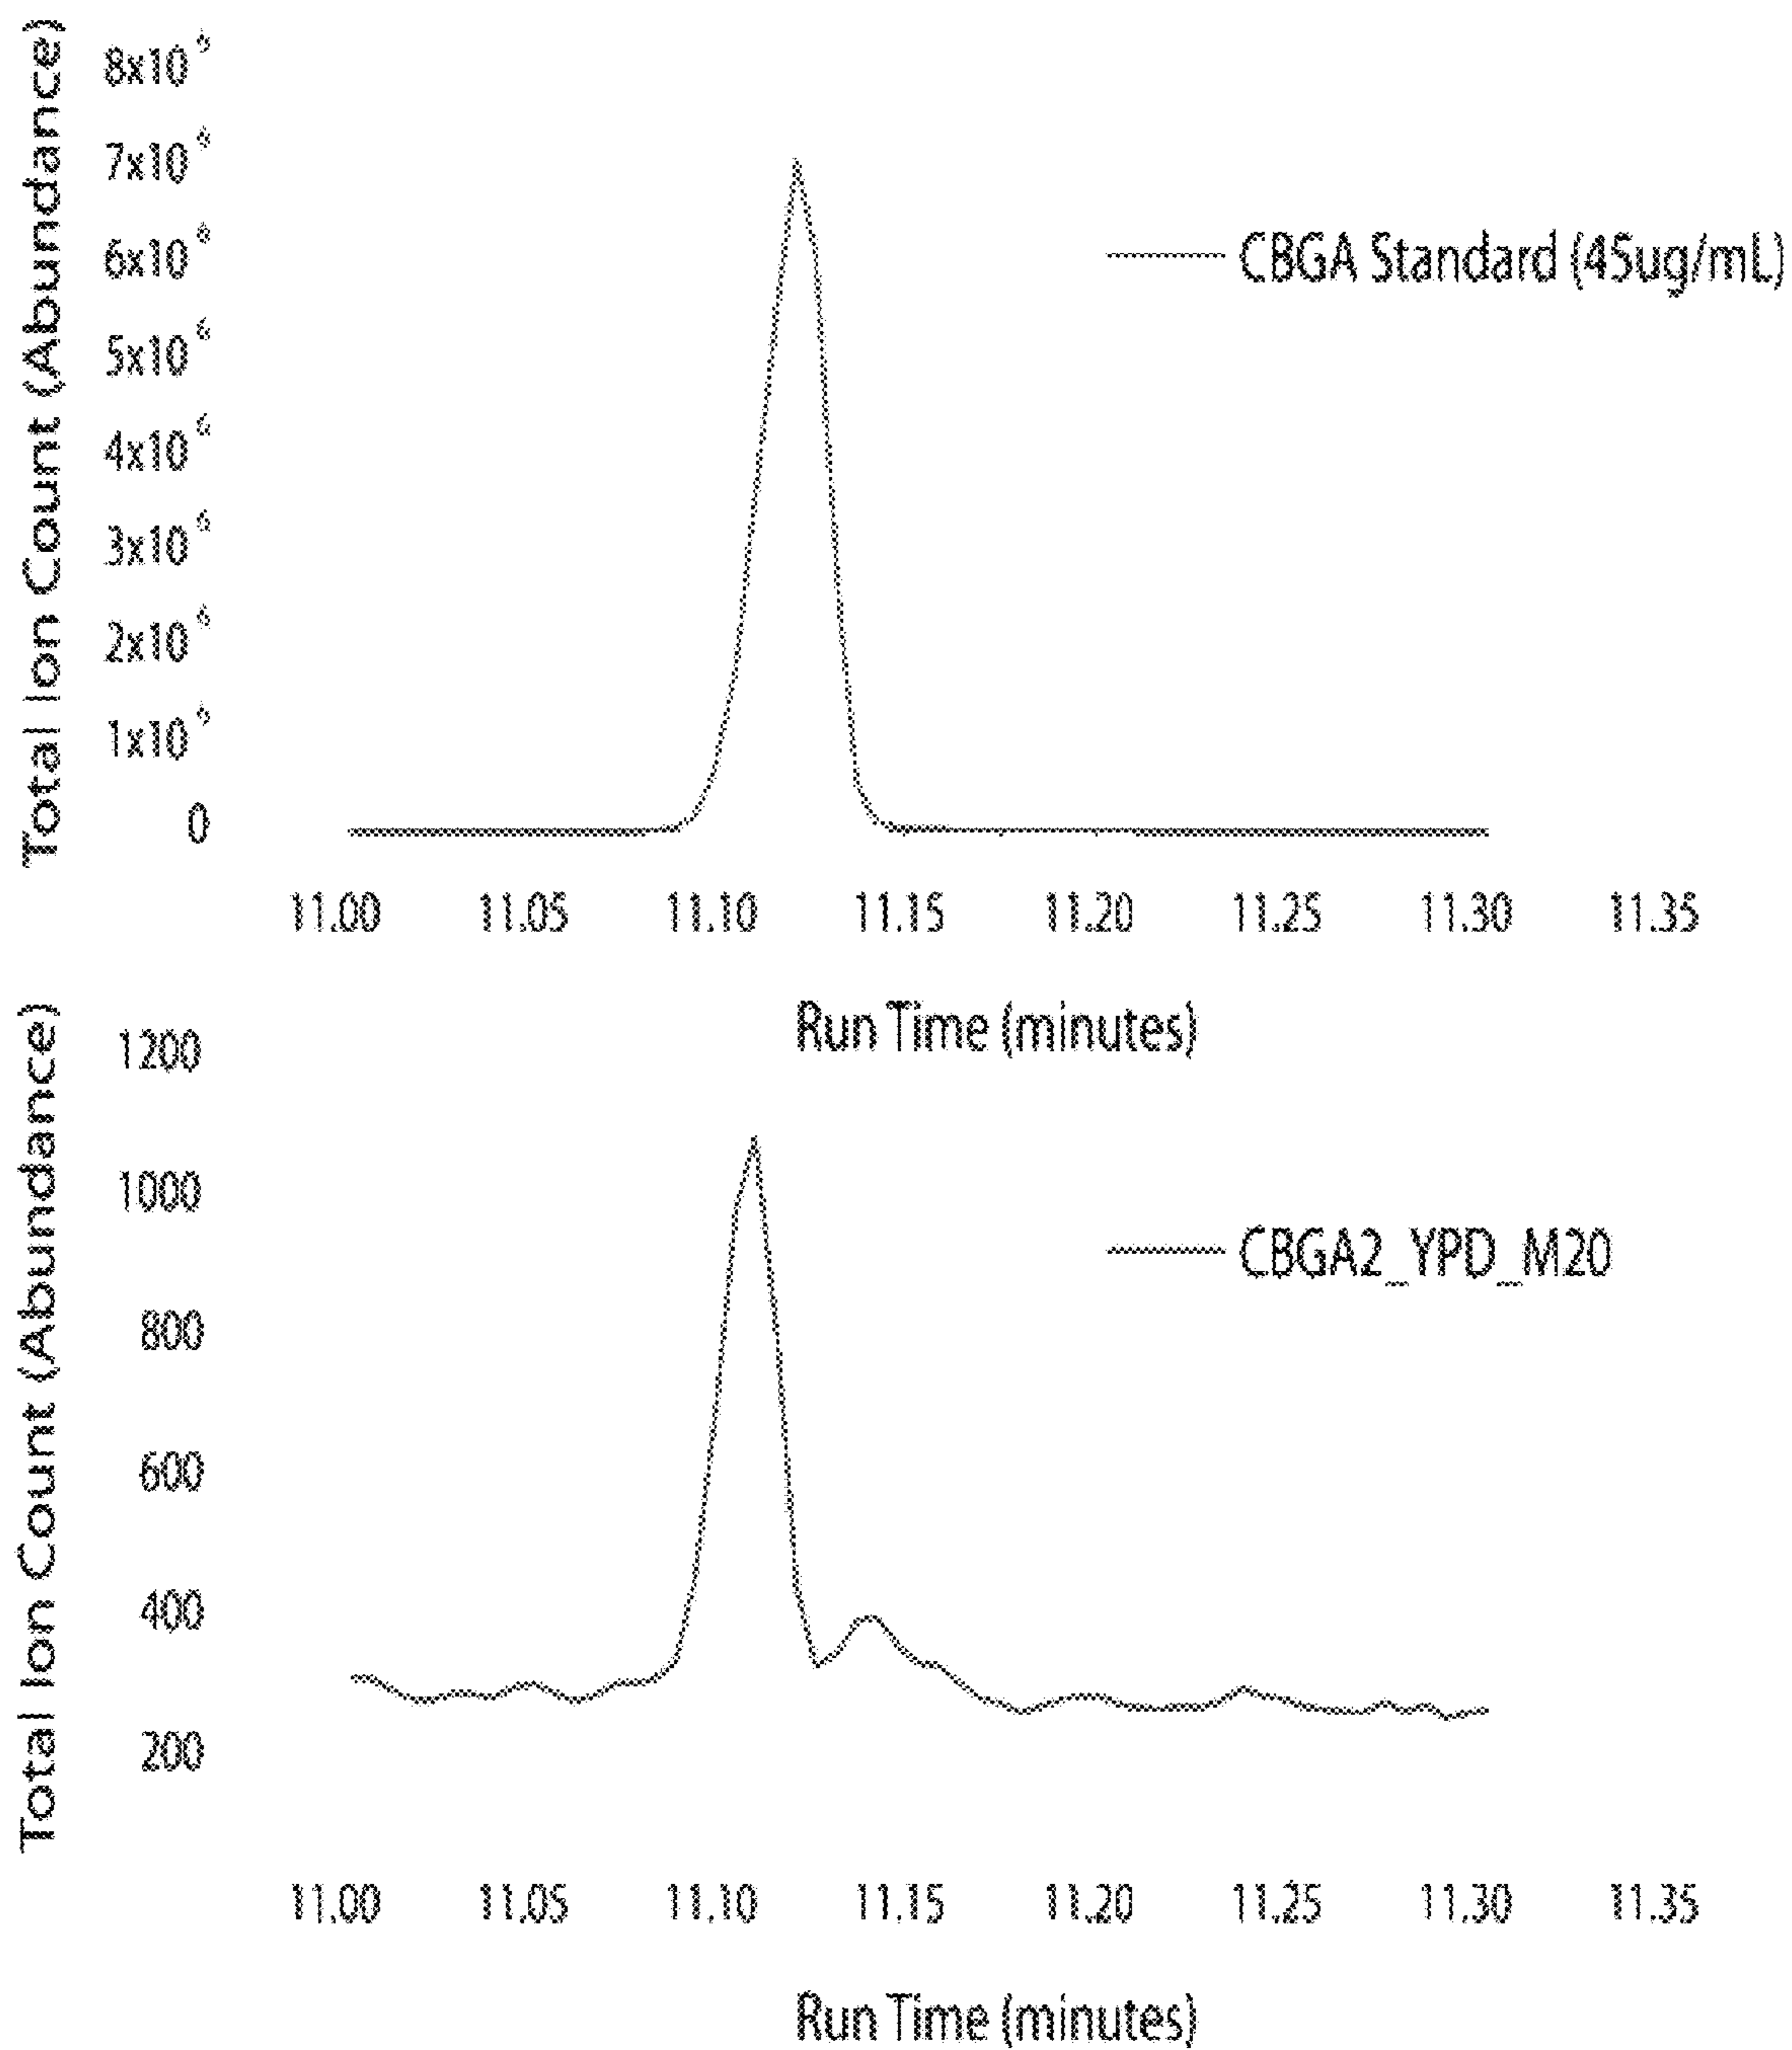 Total Ion Count (Abundance)
8x10⁶
7x10⁶
6x10⁶
5x10⁶
4x10⁶
3x10⁶
2x10⁶
1x10⁶
0
CBGA Standard (45ug/mL)
11.00 11.05 11.10 11.15 11.20 11.25 11.30 11.35
Run Time (minutes)
Total Ion Count (Abundance)
1200
1000
800
600
400
200
CBGA2_YPD_M20
11.00 11.05 11.10 11.15 11.20 11.25 11.30 11.35
Run Time (minutes)